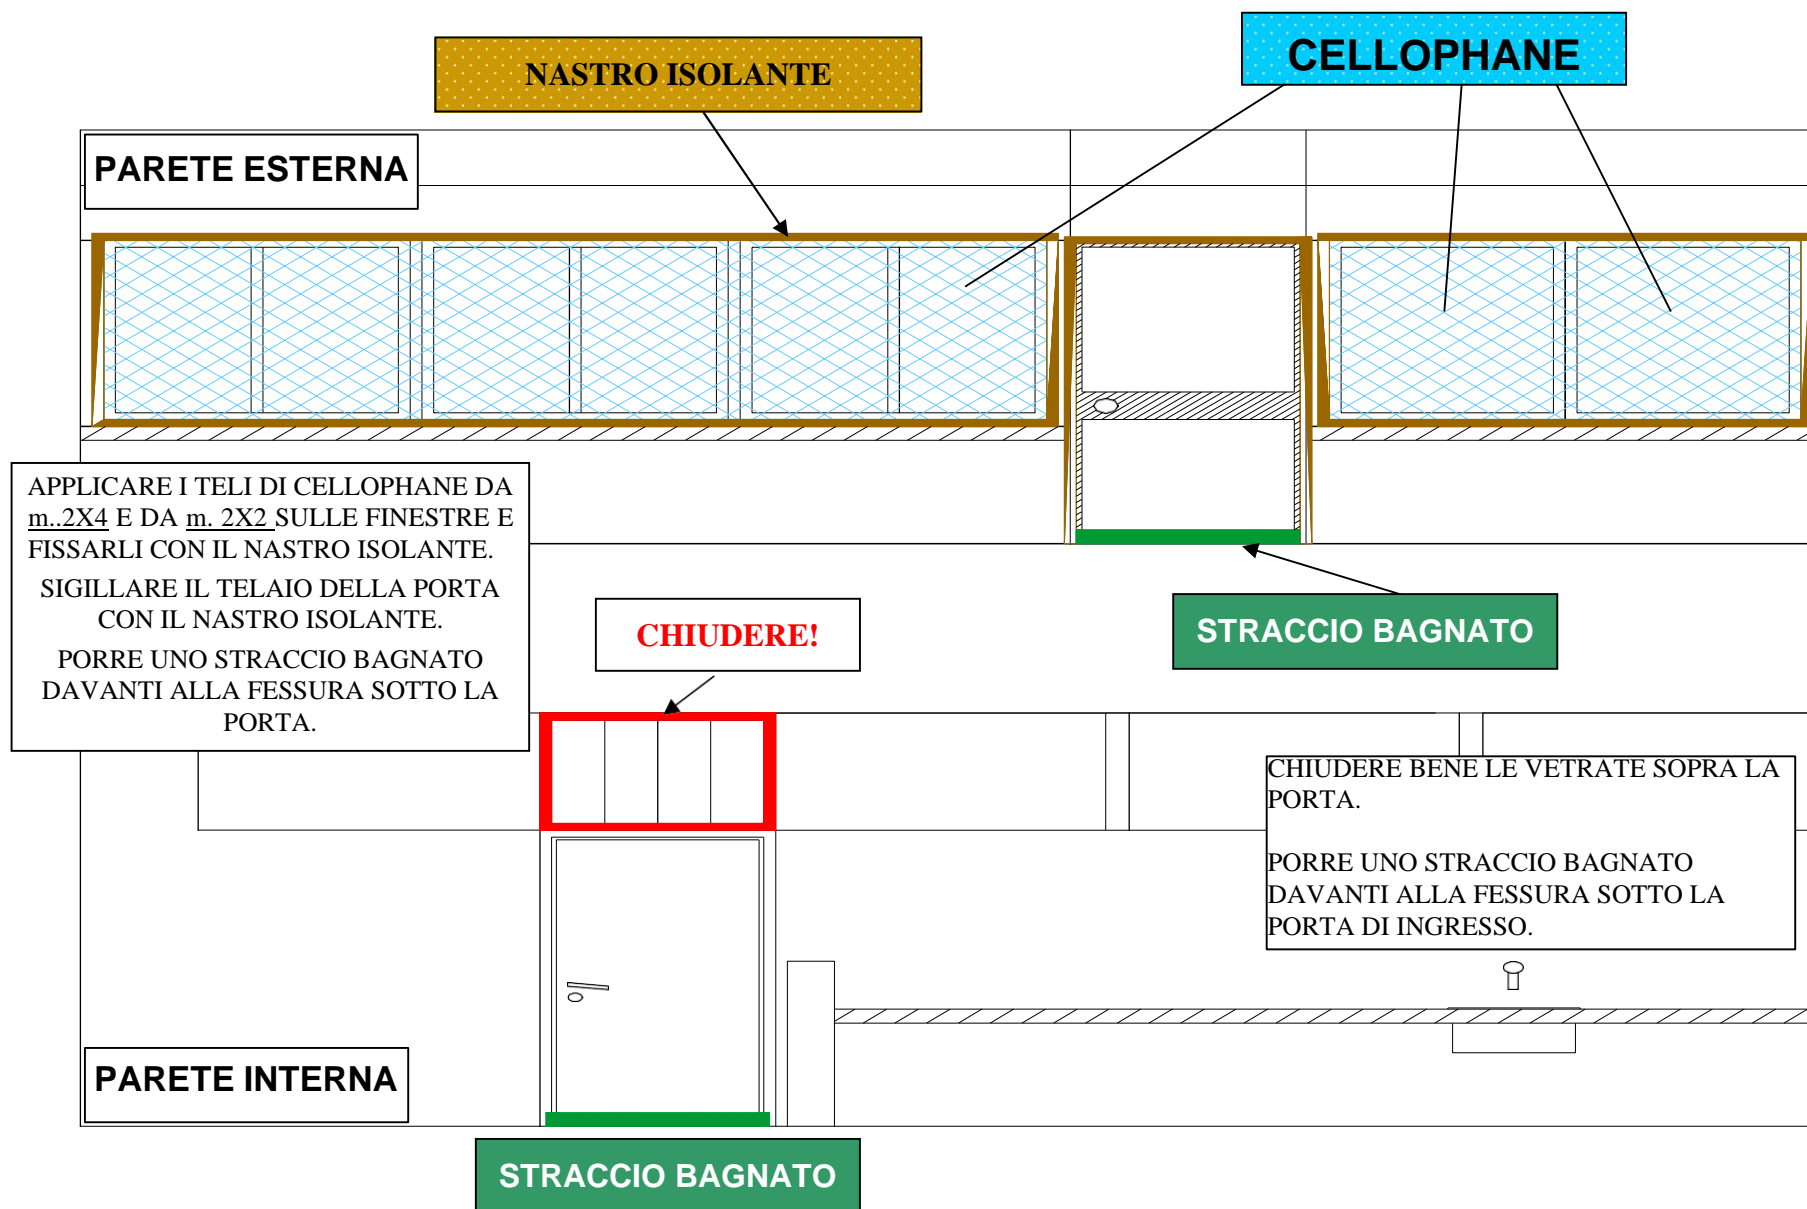 NASTRO ISOLANTE
CELLOPHANE
PARETE ESTERNA
APPLICARE I TELI DI CELLOPHANE DA
m..2X4 E DA m. 2X2 SULLE FINESTRE E
FISSARLI CON IL NASTRO ISOLANTE.
SIGILLARE IL TELAIO DELLA PORTA
CON IL NASTRO ISOLANTE.
PORRE UNO STRACCIO BAGNATO
DAVANTI ALLA FESSURA SOTTO LA
PORTA.
STRACCIO BAGNATO
CHIUDERE!
CHIUDERE BENE LE VETRATE SOPRA LA
PORTA.
PORRE UNO STRACCIO BAGNATO
DAVANTI ALLA FESSURA SOTTO LA
PORTA DI INGRESSO.
PARETE INTERNA
STRACCIO BAGNATO